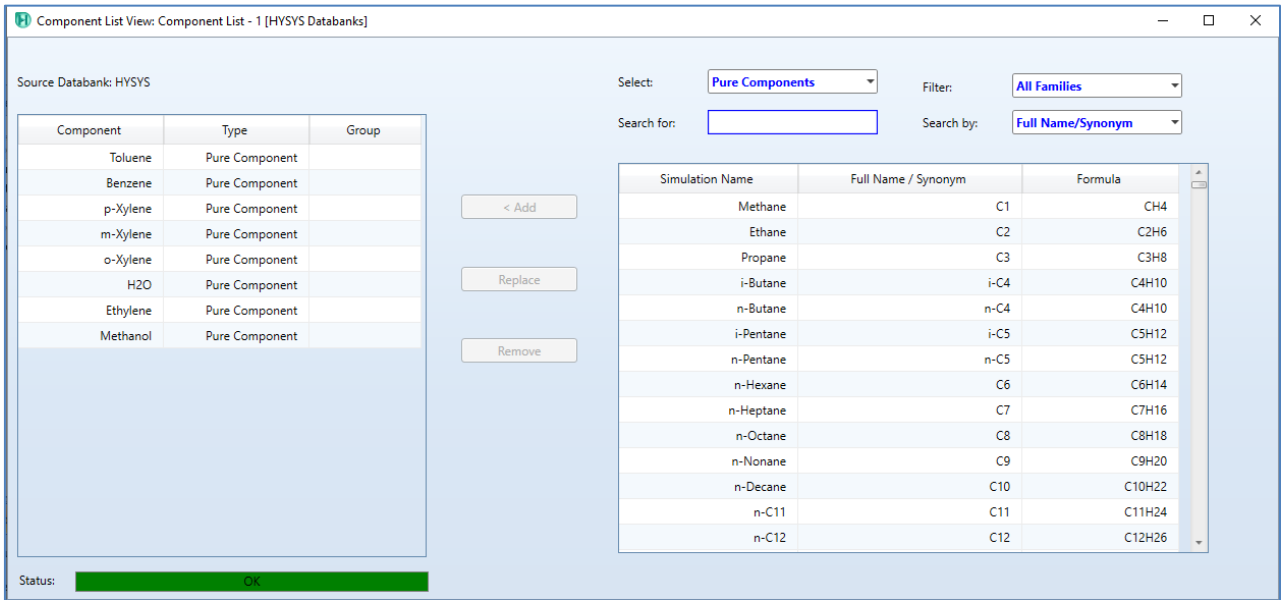 Component List View: Component List - 1 [HYSYS Databanks]
Source Databank: HYSYS
Select: Pure Components Filter: All Families
Search for: Search by: Full Name/Synonym
Component Type Group
Toluene Pure Component
Benzene Pure Component
p-Xylene Pure Component
m-Xylene Pure Component
o-Xylene Pure Component
H2O Pure Component
Ethylene Pure Component
Methanol Pure Component
< Add
Replace
Remove
Simulation Name Full Name / Synonym Formula
Methane C1 CH4
Ethane C2 C2H6
Propane C3 C3H8
i-Butane i-C4 C4H10
n-Butane n-C4 C4H10
i-Pentane i-C5 C5H12
n-Pentane n-C5 C5H12
n-Hexane C6 C6H14
n-Heptane C7 C7H16
n-Octane C8 C8H18
n-Nonane C9 C9H20
n-Decane C10 C10H22
n-C11 C11 C11H24
n-C12 C12 C12H26
Status: OK